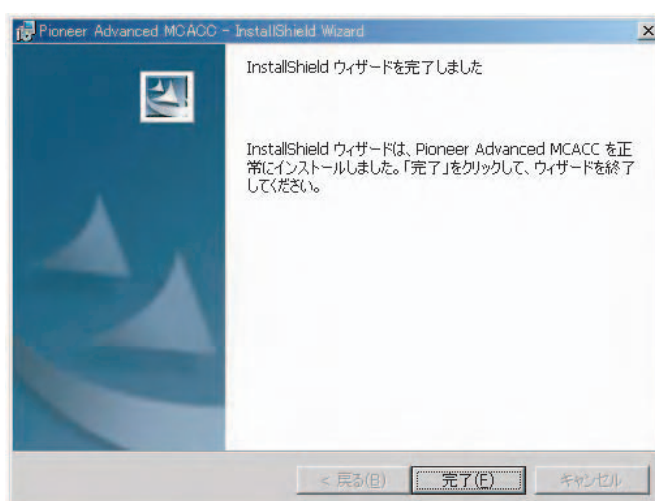 Pioneer Advanced MCACC - InstallShield Wizard
InstallShield ウィザードを完了しました
InstallShield ウィザードは、Pioneer Advanced MCACC を正
常にインストールしました。「完了」をクリックして、ウィザードを終了
してください。
< 戻る(B)
完了(F)
キャンセル